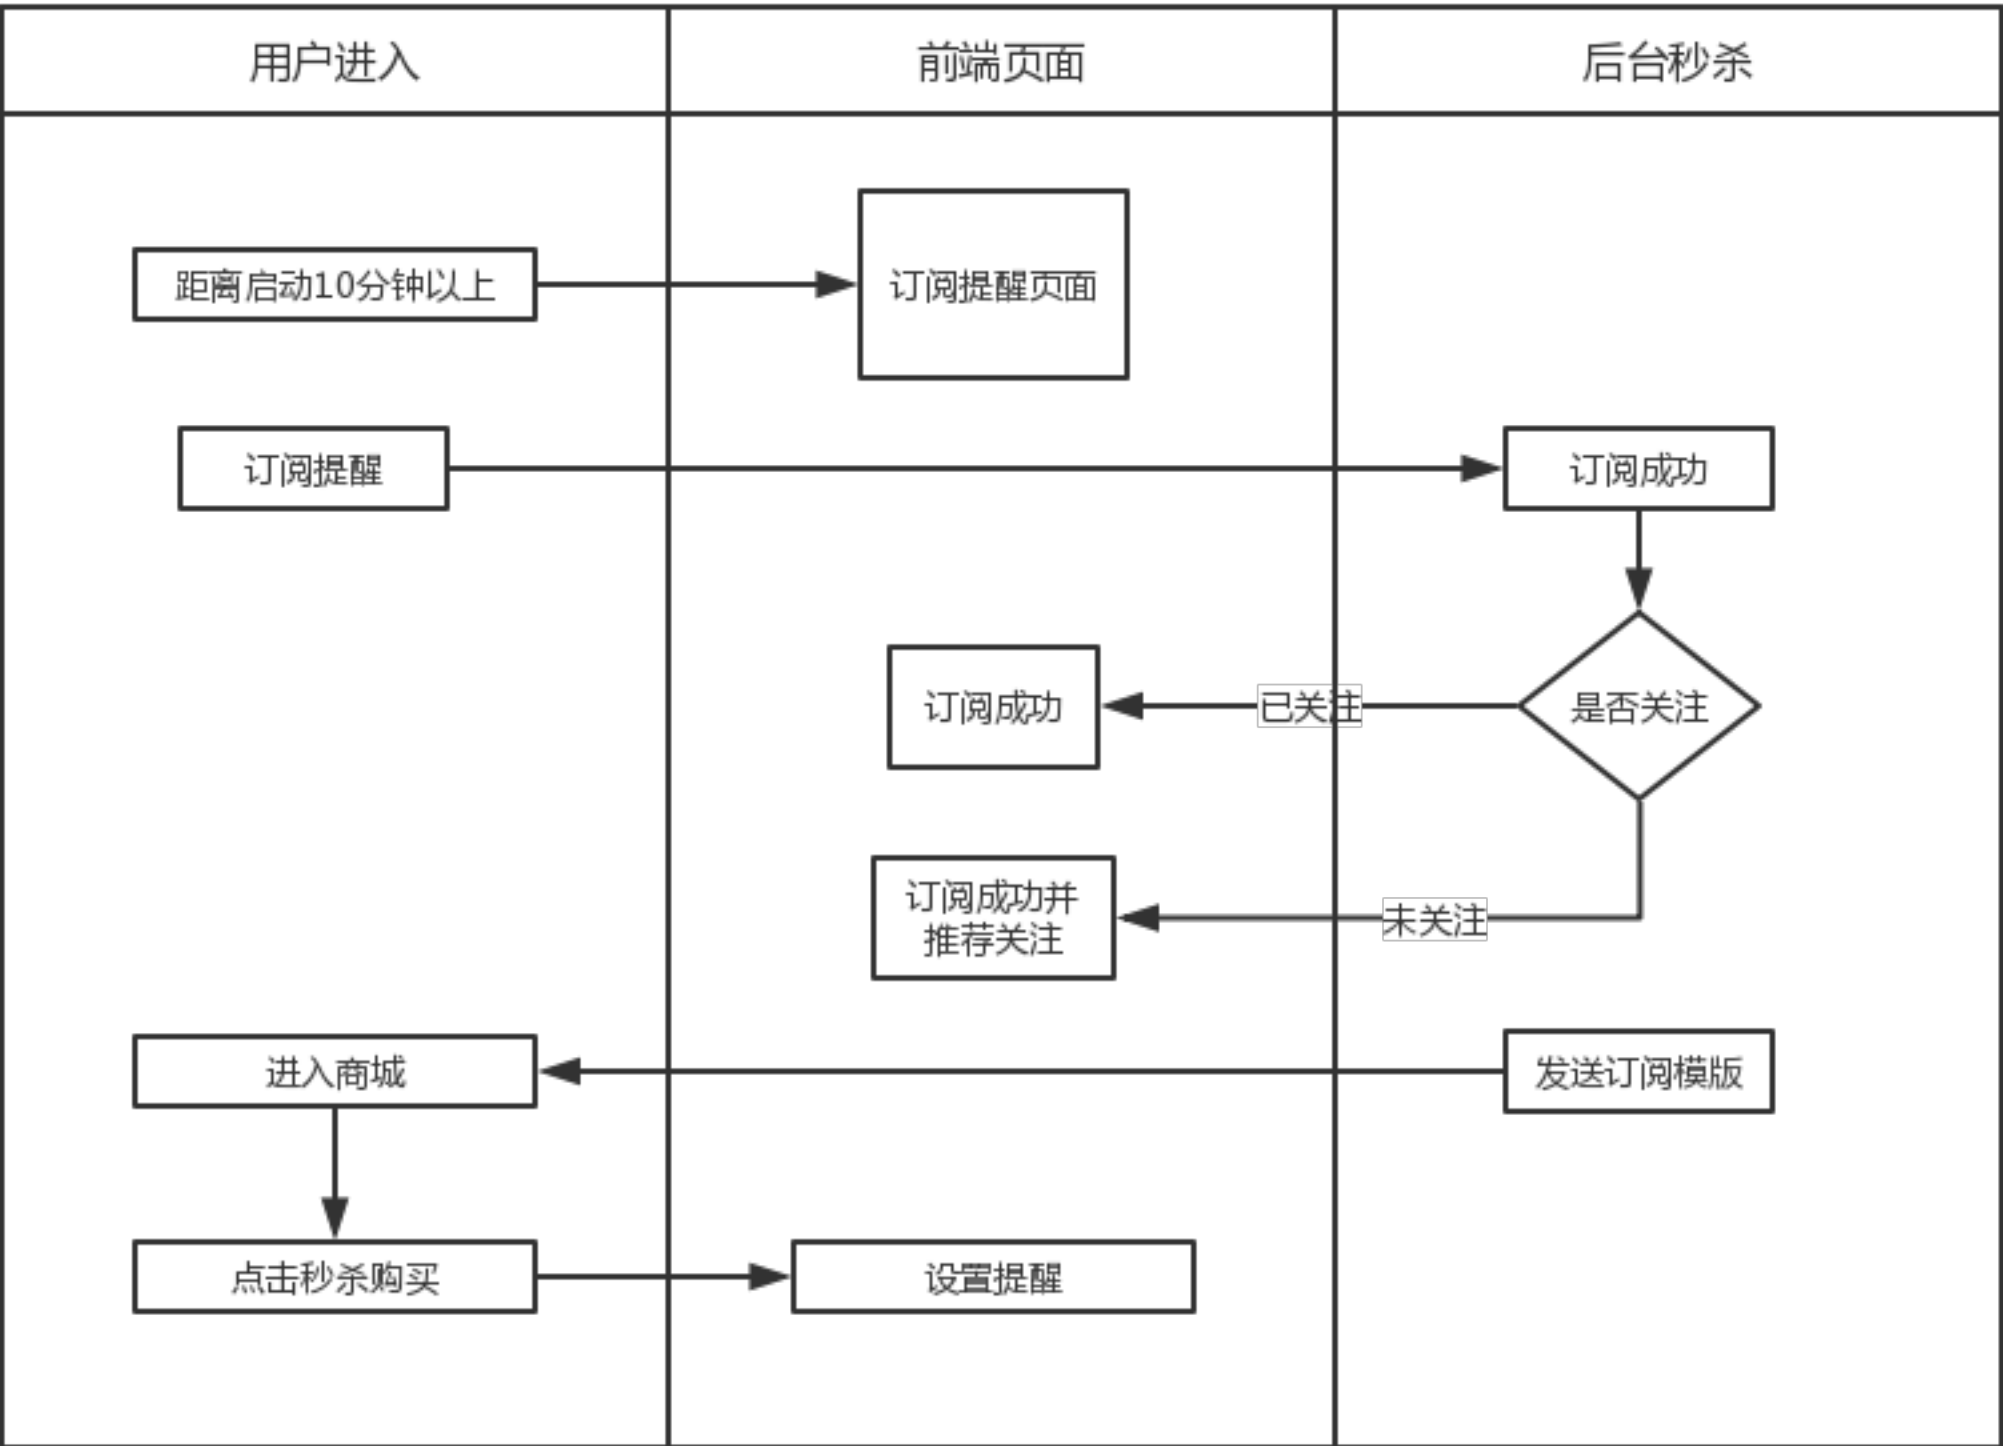 用户进入
前端页面
后台秒杀
距离启动10分钟以上
订阅提醒页面
订阅提醒
订阅成功
订阅成功
已关注
是否关注
订阅成功并
推荐关注
未关注
进入商城
发送订阅模版
点击秒杀购买
设置提醒